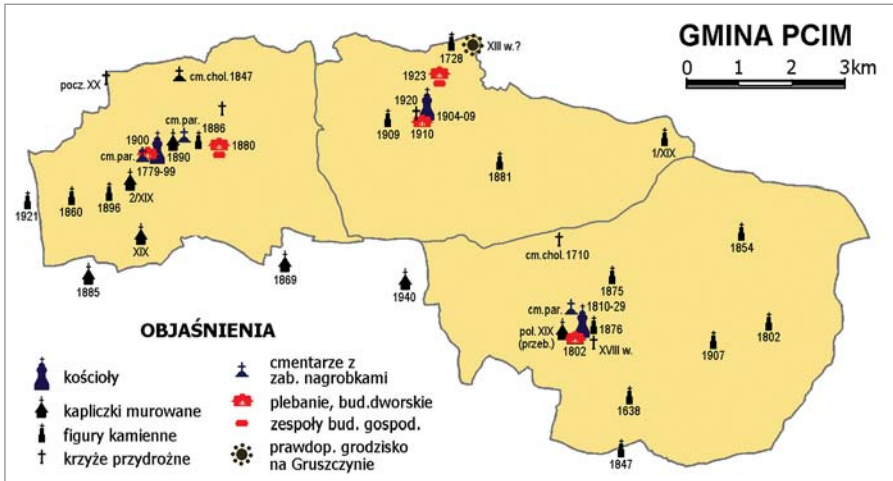 GMINA PCIM
0 1 2 3km
XIII w.?
1728
1923
1920
1904-09
1909
1910
1881
1/XIX
pocz. XX
cm.chol.1847
cm.par.
1886
1900
1890
1880
cm.par.
1779-99
2/XIX
1896
1860
1921
XIX
1885
1869
1940
cm.chol.1710
1854
1875
cm.par.
1810-29
poł. XIX
(przeb.)
1876
1802
XVIII w.
1802
1907
1638
1847
OBJAŚNIENIA
kościoły
kapliczki murowane
figury kamienne
krzyże przydrożne
cmentarze z
zab. nagrobkami
plebanie, bud.dworskie
zespoły bud. gospod.
prawdop. grodzisko
na Gruszczynie